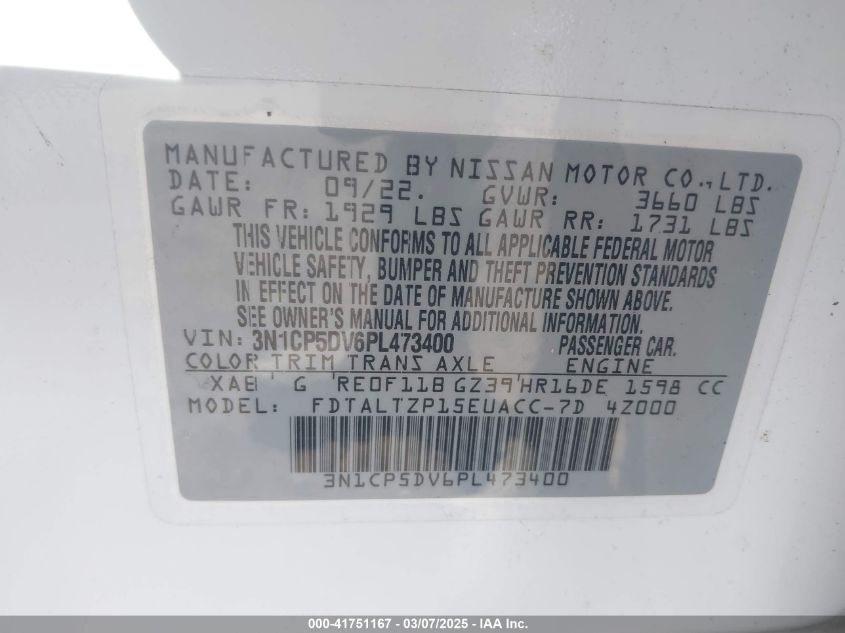 MANUFACTURED BY NISSAN MOTOR CO., LTD.
DATE: 09/22. GVWR: 3660 LBS
GAWR FR: 1929 LBS GAWR RR: 1731 LBS
THIS VEHICLE CONFORMS TO ALL APPLICABLE FEDERAL MOTOR
VEHICLE SAFETY, BUMPER AND THEFT PREVENTION STANDARDS
IN EFFECT ON THE DATE OF MANUFACTURE SHOWN ABOVE.
SEE OWNER'S MANUAL FOR ADDITIONAL INFORMATION.
VIN: 3N1CP5DV6PL473400 PASSENGER CAR.
COLOR TRIM TRANS AXLE ENGINE
XAB G RE0F11B GZ39 HR16DE 1598 CC
MODEL: FDTALTZP15EUACC-7D 4Z000
3N1CP5DV6PL473400
000-41751167 - 03/07/2025 - IAA Inc.